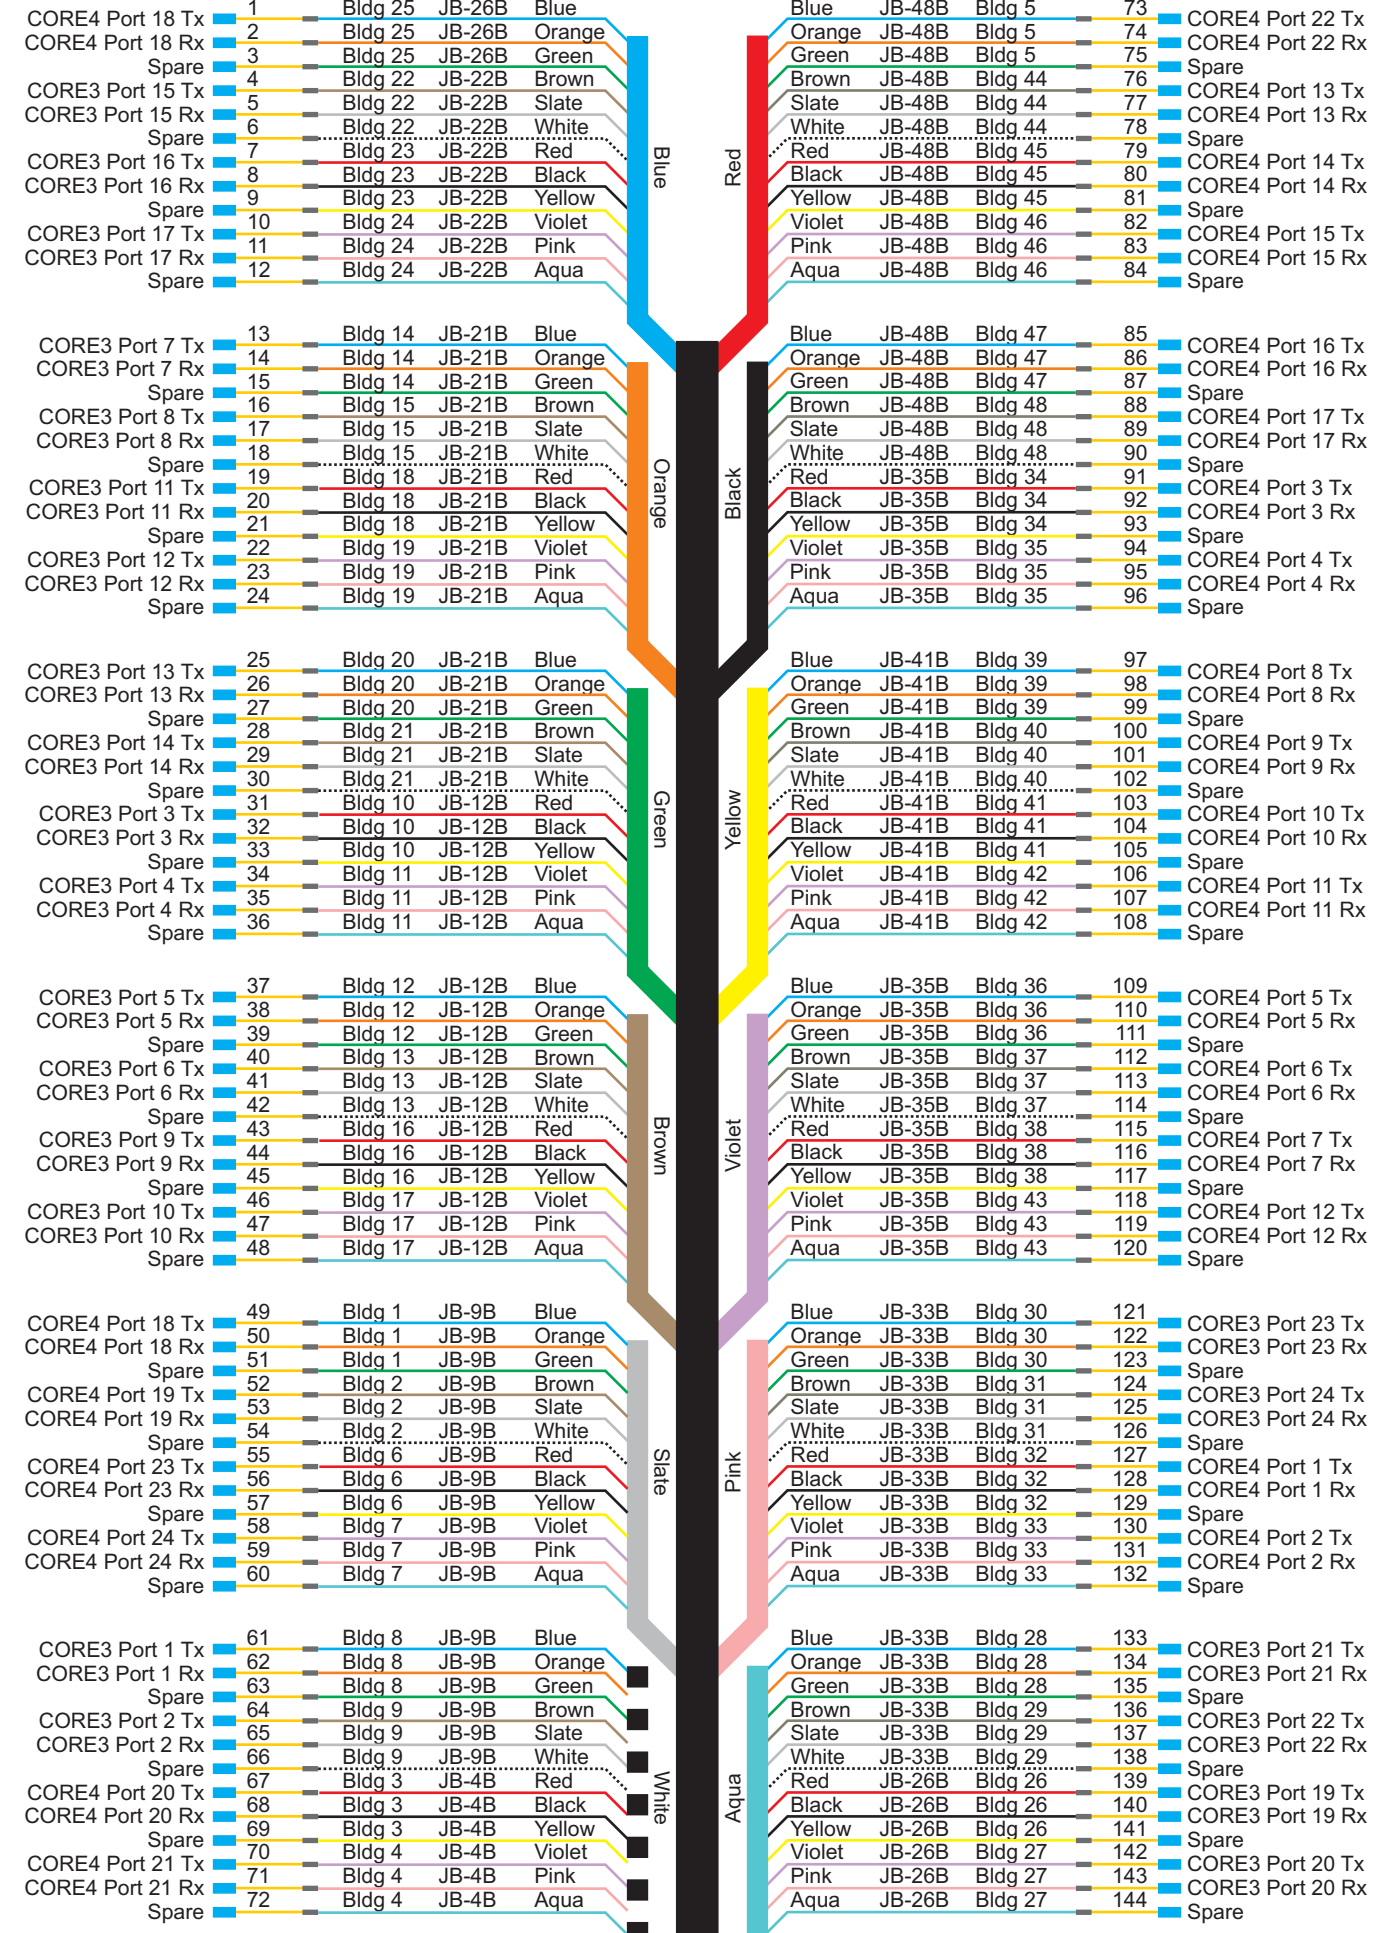 CORE4 Port 18 Tx 1 Bldg 25 JB-26B Blue
CORE4 Port 18 Rx 2 Bldg 25 JB-26B Orange
Spare 3 Bldg 25 JB-26B Green
CORE3 Port 15 Tx 4 Bldg 22 JB-22B Brown
CORE3 Port 15 Rx 5 Bldg 22 JB-22B Slate
Spare 6 Bldg 22 JB-22B White
CORE3 Port 16 Tx 7 Bldg 23 JB-22B Red
CORE3 Port 16 Rx 8 Bldg 23 JB-22B Black
Spare 9 Bldg 23 JB-22B Yellow
CORE3 Port 17 Tx 10 Bldg 24 JB-22B Violet
CORE3 Port 17 Rx 11 Bldg 24 JB-22B Pink
Spare 12 Bldg 24 JB-22B Aqua
Blue
CORE3 Port 7 Tx 13 Bldg 14 JB-21B Blue
CORE3 Port 7 Rx 14 Bldg 14 JB-21B Orange
Spare 15 Bldg 14 JB-21B Green
CORE3 Port 8 Tx 16 Bldg 15 JB-21B Brown
CORE3 Port 8 Rx 17 Bldg 15 JB-21B Slate
Spare 18 Bldg 15 JB-21B White
CORE3 Port 11 Tx 19 Bldg 18 JB-21B Red
CORE3 Port 11 Rx 20 Bldg 18 JB-21B Black
Spare 21 Bldg 18 JB-21B Yellow
CORE3 Port 12 Tx 22 Bldg 19 JB-21B Violet
CORE3 Port 12 Rx 23 Bldg 19 JB-21B Pink
Spare 24 Bldg 19 JB-21B Aqua
Orange
CORE3 Port 13 Tx 25 Bldg 20 JB-21B Blue
CORE3 Port 13 Rx 26 Bldg 20 JB-21B Orange
Spare 27 Bldg 20 JB-21B Green
CORE3 Port 14 Tx 28 Bldg 21 JB-21B Brown
CORE3 Port 14 Rx 29 Bldg 21 JB-21B Slate
Spare 30 Bldg 21 JB-21B White
CORE3 Port 3 Tx 31 Bldg 10 JB-12B Red
CORE3 Port 3 Rx 32 Bldg 10 JB-12B Black
Spare 33 Bldg 10 JB-12B Yellow
CORE3 Port 4 Tx 34 Bldg 11 JB-12B Violet
CORE3 Port 4 Rx 35 Bldg 11 JB-12B Pink
Spare 36 Bldg 11 JB-12B Aqua
Green
CORE3 Port 5 Tx 37 Bldg 12 JB-12B Blue
CORE3 Port 5 Rx 38 Bldg 12 JB-12B Orange
Spare 39 Bldg 12 JB-12B Green
CORE3 Port 6 Tx 40 Bldg 13 JB-12B Brown
CORE3 Port 6 Rx 41 Bldg 13 JB-12B Slate
Spare 42 Bldg 13 JB-12B White
CORE3 Port 9 Tx 43 Bldg 16 JB-12B Red
CORE3 Port 9 Rx 44 Bldg 16 JB-12B Black
Spare 45 Bldg 16 JB-12B Yellow
CORE3 Port 10 Tx 46 Bldg 17 JB-12B Violet
CORE3 Port 10 Rx 47 Bldg 17 JB-12B Pink
Spare 48 Bldg 17 JB-12B Aqua
Brown
CORE4 Port 18 Tx 49 Bldg 1 JB-9B Blue
CORE4 Port 18 Rx 50 Bldg 1 JB-9B Orange
Spare 51 Bldg 1 JB-9B Green
CORE4 Port 19 Tx 52 Bldg 2 JB-9B Brown
CORE4 Port 19 Rx 53 Bldg 2 JB-9B Slate
Spare 54 Bldg 2 JB-9B White
CORE4 Port 23 Tx 55 Bldg 6 JB-9B Red
CORE4 Port 23 Rx 56 Bldg 6 JB-9B Black
Spare 57 Bldg 6 JB-9B Yellow
CORE4 Port 24 Tx 58 Bldg 7 JB-9B Violet
CORE4 Port 24 Rx 59 Bldg 7 JB-9B Pink
Spare 60 Bldg 7 JB-9B Aqua
Slate
CORE3 Port 1 Tx 61 Bldg 8 JB-9B Blue
CORE3 Port 1 Rx 62 Bldg 8 JB-9B Orange
Spare 63 Bldg 8 JB-9B Green
CORE3 Port 2 Tx 64 Bldg 9 JB-9B Brown
CORE3 Port 2 Rx 65 Bldg 9 JB-9B Slate
Spare 66 Bldg 9 JB-9B White
CORE4 Port 20 Tx 67 Bldg 3 JB-4B Red
CORE4 Port 20 Rx 68 Bldg 3 JB-4B Black
Spare 69 Bldg 3 JB-4B Yellow
CORE4 Port 21 Tx 70 Bldg 4 JB-4B Violet
CORE4 Port 21 Rx 71 Bldg 4 JB-4B Pink
Spare 72 Bldg 4 JB-4B Aqua
White
Blue JB-48B Bldg 5 73 CORE4 Port 22 Tx
Orange JB-48B Bldg 5 74 CORE4 Port 22 Rx
Green JB-48B Bldg 5 75 Spare
Brown JB-48B Bldg 44 76 CORE4 Port 13 Tx
Slate JB-48B Bldg 44 77 CORE4 Port 13 Rx
White JB-48B Bldg 44 78 Spare
Red JB-48B Bldg 45 79 CORE4 Port 14 Tx
Black JB-48B Bldg 45 80 CORE4 Port 14 Rx
Yellow JB-48B Bldg 45 81 Spare
Violet JB-48B Bldg 46 82 CORE4 Port 15 Tx
Pink JB-48B Bldg 46 83 CORE4 Port 15 Rx
Aqua JB-48B Bldg 46 84 Spare
Red
Blue JB-48B Bldg 47 85 CORE4 Port 16 Tx
Orange JB-48B Bldg 47 86 CORE4 Port 16 Rx
Green JB-48B Bldg 47 87 Spare
Brown JB-48B Bldg 48 88 CORE4 Port 17 Tx
Slate JB-48B Bldg 48 89 CORE4 Port 17 Rx
White JB-48B Bldg 48 90 Spare
Red JB-35B Bldg 34 91 CORE4 Port 3 Tx
Black JB-35B Bldg 34 92 CORE4 Port 3 Rx
Yellow JB-35B Bldg 34 93 Spare
Violet JB-35B Bldg 35 94 CORE4 Port 4 Tx
Pink JB-35B Bldg 35 95 CORE4 Port 4 Rx
Aqua JB-35B Bldg 35 96 Spare
Black
Blue JB-41B Bldg 39 97 CORE4 Port 8 Tx
Orange JB-41B Bldg 39 98 CORE4 Port 8 Rx
Green JB-41B Bldg 39 99 Spare
Brown JB-41B Bldg 40 100 CORE4 Port 9 Tx
Slate JB-41B Bldg 40 101 CORE4 Port 9 Rx
White JB-41B Bldg 40 102 Spare
Red JB-41B Bldg 41 103 CORE4 Port 10 Tx
Black JB-41B Bldg 41 104 CORE4 Port 10 Rx
Yellow JB-41B Bldg 41 105 Spare
Violet JB-41B Bldg 42 106 CORE4 Port 11 Tx
Pink JB-41B Bldg 42 107 CORE4 Port 11 Rx
Aqua JB-41B Bldg 42 108 Spare
Yellow
Blue JB-35B Bldg 36 109 CORE4 Port 5 Tx
Orange JB-35B Bldg 36 110 CORE4 Port 5 Rx
Green JB-35B Bldg 36 111 Spare
Brown JB-35B Bldg 37 112 CORE4 Port 6 Tx
Slate JB-35B Bldg 37 113 CORE4 Port 6 Rx
White JB-35B Bldg 37 114 Spare
Red JB-35B Bldg 38 115 CORE4 Port 7 Tx
Black JB-35B Bldg 38 116 CORE4 Port 7 Rx
Yellow JB-35B Bldg 38 117 Spare
Violet JB-35B Bldg 43 118 CORE4 Port 12 Tx
Pink JB-35B Bldg 43 119 CORE4 Port 12 Rx
Aqua JB-35B Bldg 43 120 Spare
Violet
Blue JB-33B Bldg 30 121 CORE3 Port 23 Tx
Orange JB-33B Bldg 30 122 CORE3 Port 23 Rx
Green JB-33B Bldg 30 123 Spare
Brown JB-33B Bldg 31 124 CORE3 Port 24 Tx
Slate JB-33B Bldg 31 125 CORE3 Port 24 Rx
White JB-33B Bldg 31 126 Spare
Red JB-33B Bldg 32 127 CORE4 Port 1 Tx
Black JB-33B Bldg 32 128 CORE4 Port 1 Rx
Yellow JB-33B Bldg 32 129 Spare
Violet JB-33B Bldg 33 130 CORE4 Port 2 Tx
Pink JB-33B Bldg 33 131 CORE4 Port 2 Rx
Aqua JB-33B Bldg 33 132 Spare
Pink
Blue JB-33B Bldg 28 133 CORE3 Port 21 Tx
Orange JB-33B Bldg 28 134 CORE3 Port 21 Rx
Green JB-33B Bldg 28 135 Spare
Brown JB-33B Bldg 29 136 CORE3 Port 22 Tx
Slate JB-33B Bldg 29 137 CORE3 Port 22 Rx
White JB-33B Bldg 29 138 Spare
Red JB-26B Bldg 26 139 CORE3 Port 19 Tx
Black JB-26B Bldg 26 140 CORE3 Port 19 Rx
Yellow JB-26B Bldg 26 141 Spare
Violet JB-26B Bldg 27 142 CORE3 Port 20 Tx
Pink JB-26B Bldg 27 143 CORE3 Port 20 Rx
Aqua JB-26B Bldg 27 144 Spare
Aqua